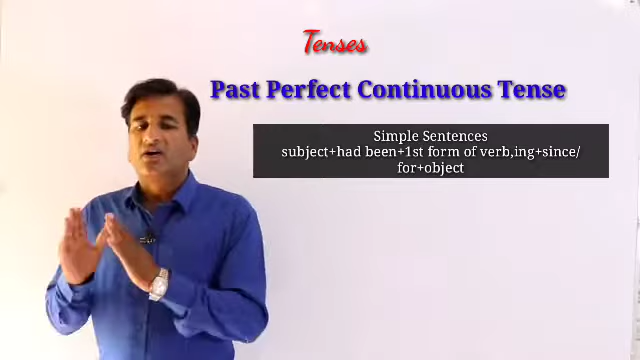 Tenses
Past Perfect Continuous Tense
Simple Sentences
subject+had been+1st form of verb,ing+since/
for+object